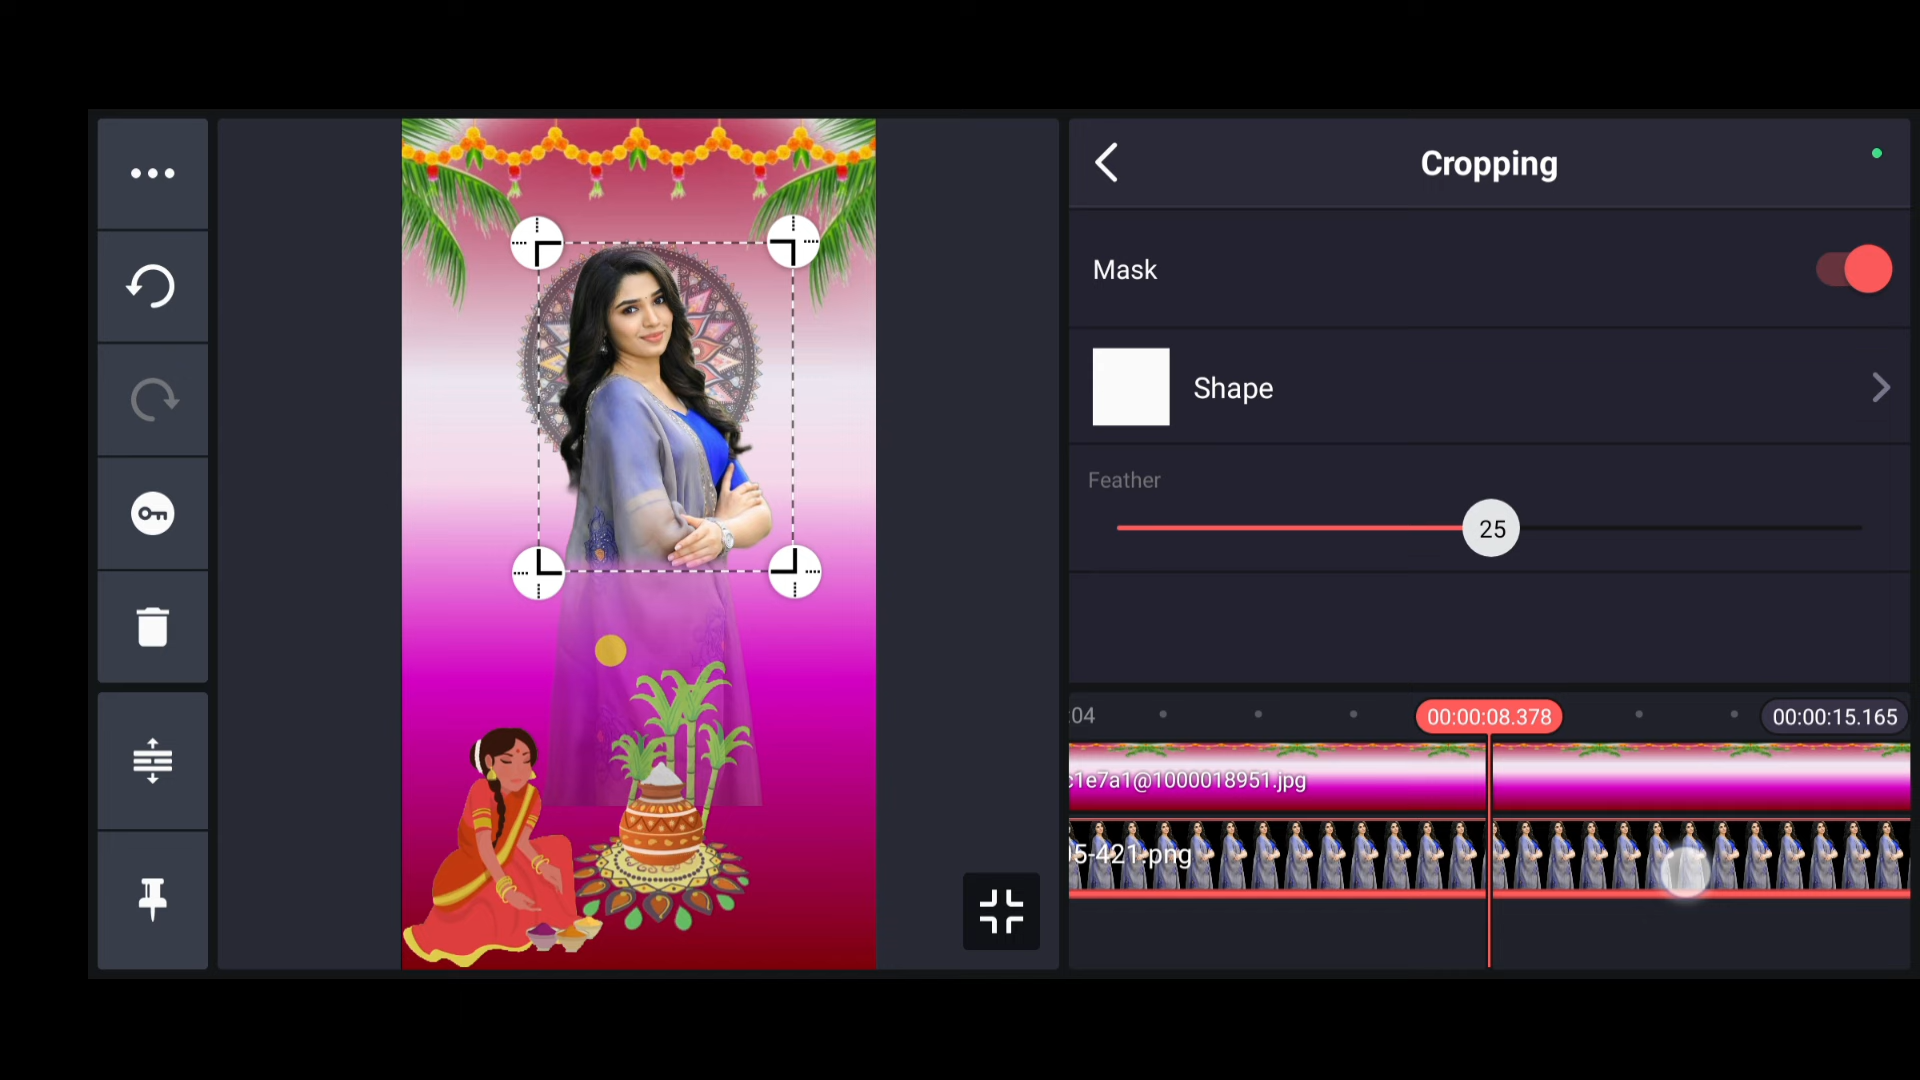 Cropping
Mask
Shape
Feather
25
:04
00:00:08.378
00:00:15.165
c1e7a1@1000018951.jpg
5-421.png